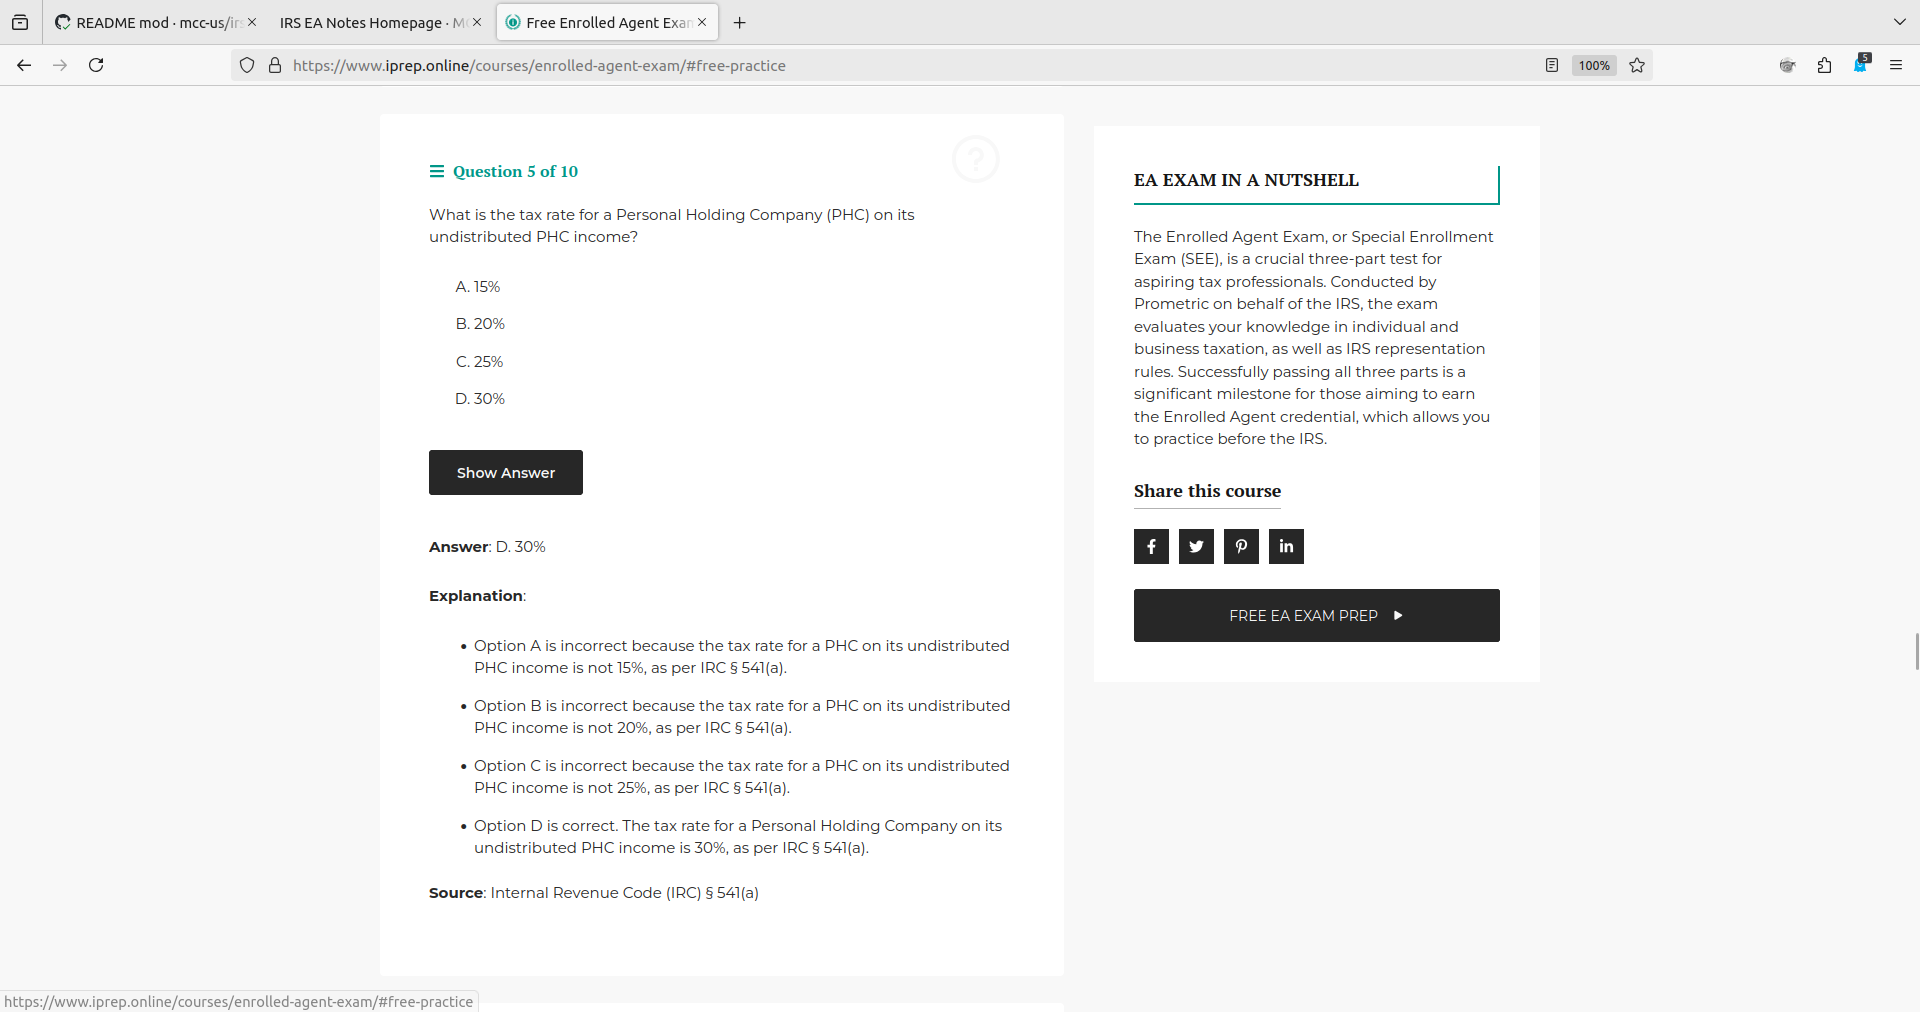 README mod · mcc-us/irs
IRS EA Notes Homepage · MC
Free Enrolled Agent Exam
https://www.iprep.online/courses/enrolled-agent-exam/#free-practice
100%
5
?
Question 5 of 10
What is the tax rate for a Personal Holding Company (PHC) on its
undistributed PHC income?
A. 15%
B. 20%
C. 25%
D. 30%
Show Answer
Answer: D. 30%
Explanation:
• Option A is incorrect because the tax rate for a PHC on its undistributed
PHC income is not 15%, as per IRC § 541(a).
• Option B is incorrect because the tax rate for a PHC on its undistributed
PHC income is not 20%, as per IRC § 541(a).
• Option C is incorrect because the tax rate for a PHC on its undistributed
PHC income is not 25%, as per IRC § 541(a).
• Option D is correct. The tax rate for a Personal Holding Company on its
undistributed PHC income is 30%, as per IRC § 541(a).
Source: Internal Revenue Code (IRC) § 541(a)
EA EXAM IN A NUTSHELL
The Enrolled Agent Exam, or Special Enrollment
Exam (SEE), is a crucial three-part test for
aspiring tax professionals. Conducted by
Prometric on behalf of the IRS, the exam
evaluates your knowledge in individual and
business taxation, as well as IRS representation
rules. Successfully passing all three parts is a
significant milestone for those aiming to earn
the Enrolled Agent credential, which allows you
to practice before the IRS.
Share this course
FREE EA EXAM PREP
https://www.iprep.online/courses/enrolled-agent-exam/#free-practice